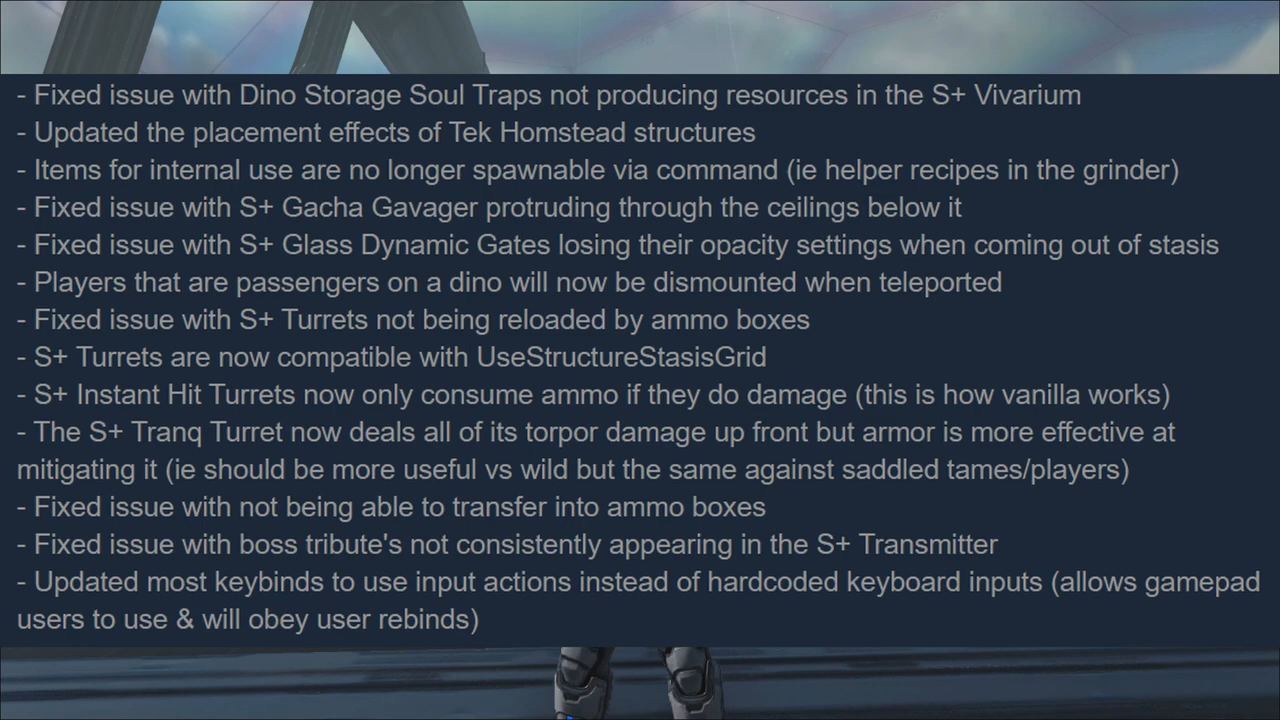 - Fixed issue with Dino Storage Soul Traps not producing resources in the S+ Vivarium
- Updated the placement effects of Tek Homstead structures
- Items for internal use are no longer spawnable via command (ie helper recipes in the grinder)
- Fixed issue with S+ Gacha Gavager protruding through the ceilings below it
- Fixed issue with S+ Glass Dynamic Gates losing their opacity settings when coming out of stasis
- Players that are passengers on a dino will now be dismounted when teleported
- Fixed issue with S+ Turrets not being reloaded by ammo boxes
- S+ Turrets are now compatible with UseStructureStasisGrid
- S+ Instant Hit Turrets now only consume ammo if they do damage (this is how vanilla works)
- The S+ Tranq Turret now deals all of its torpor damage up front but armor is more effective at
mitigating it (ie should be more useful vs wild but the same against saddled tames/players)
- Fixed issue with not being able to transfer into ammo boxes
- Fixed issue with boss tribute's not consistently appearing in the S+ Transmitter
- Updated most keybinds to use input actions instead of hardcoded keyboard inputs (allows gamepad
users to use & will obey user rebinds)